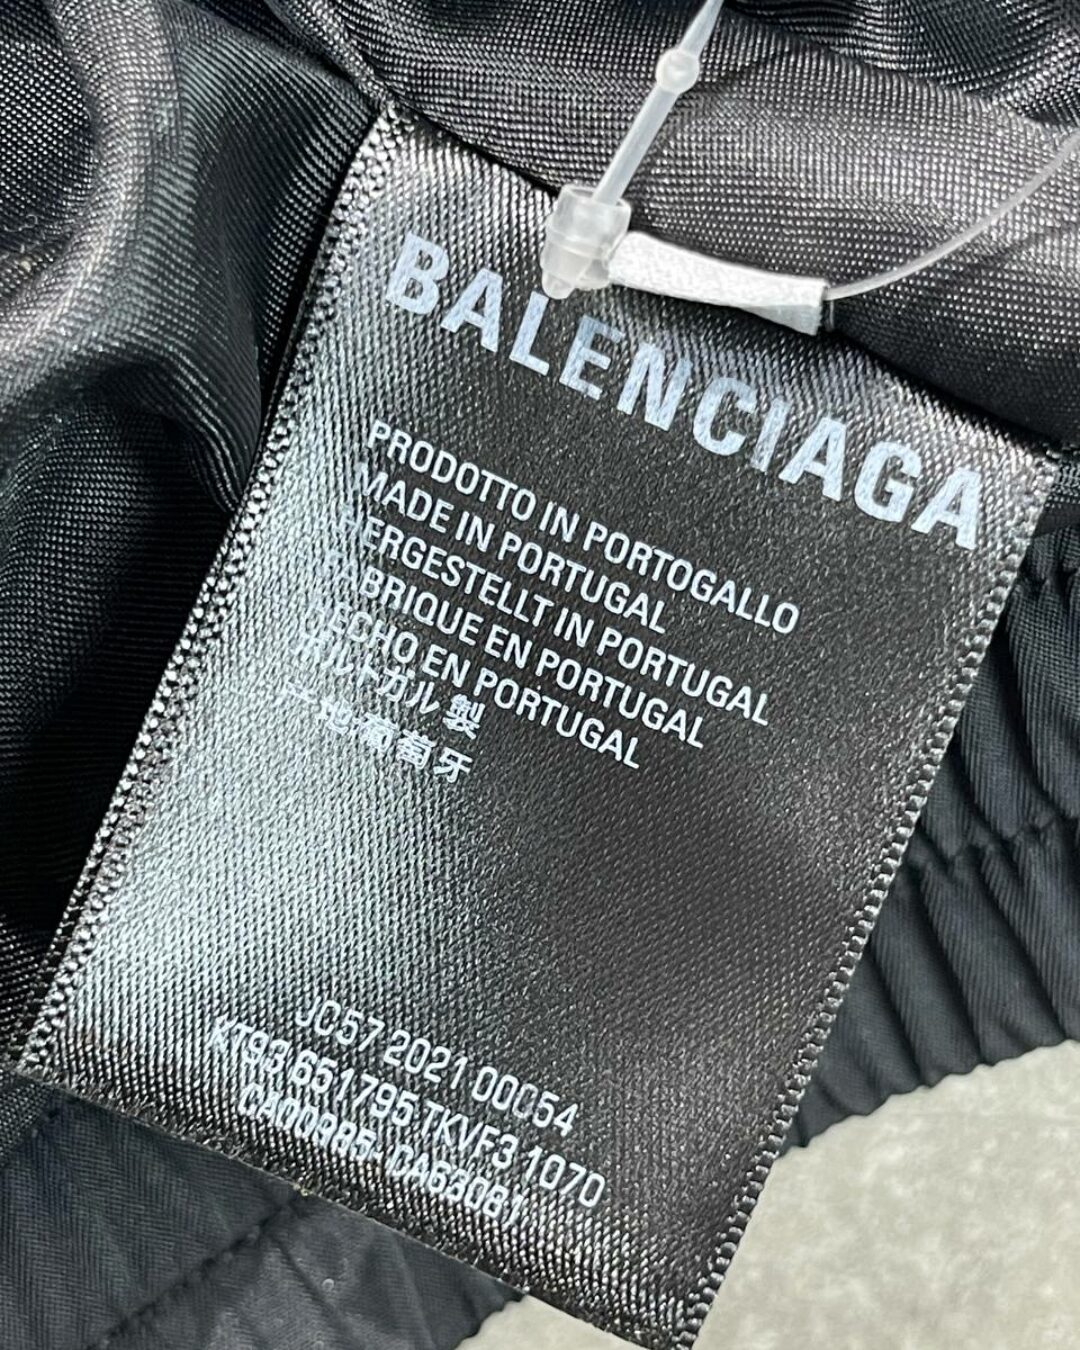 BALENCIAGA
PRODOTTO IN PORTOGALLO
MADE IN PORTUGAL
HERGESTELLT IN PORTUGAL
FABRIQUE EN PORTUGAL
HECHO EN PORTUGAL
ポルトガル 製
产地葡萄牙
JC57 2021 00054
KT93 651795 TKVF3 1070